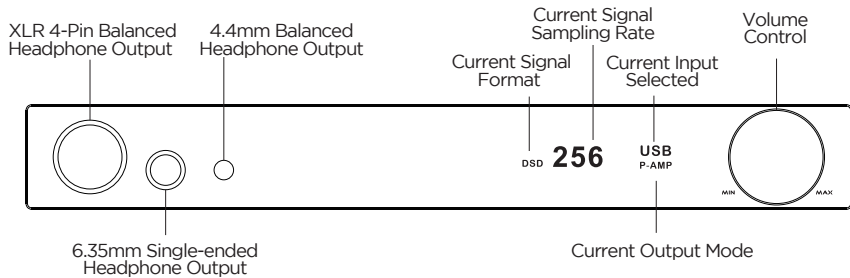 XLR 4-Pin Balanced
Headphone Output
4.4mm Balanced
Headphone Output
Current Signal
Format
Current Signal
Sampling Rate
Current Input
Selected
Volume
Control
DSD 256
USB
P-AMP
MIN
MAX
6.35mm Single-ended
Headphone Output
Current Output Mode